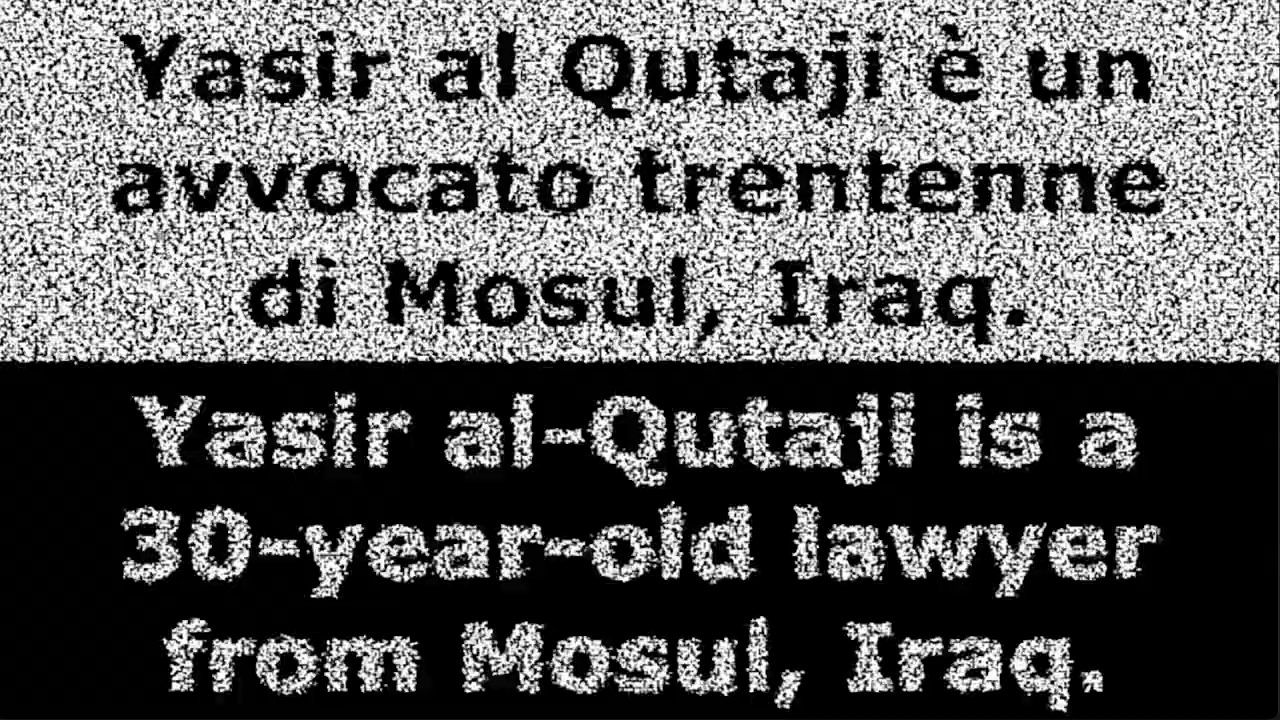 Yasir al Qutaji è un
avvocato trentenne
di Mosul, Iraq.
Yasir al-Qutaji is a
30-year-old lawyer
from Mosul, Iraq.